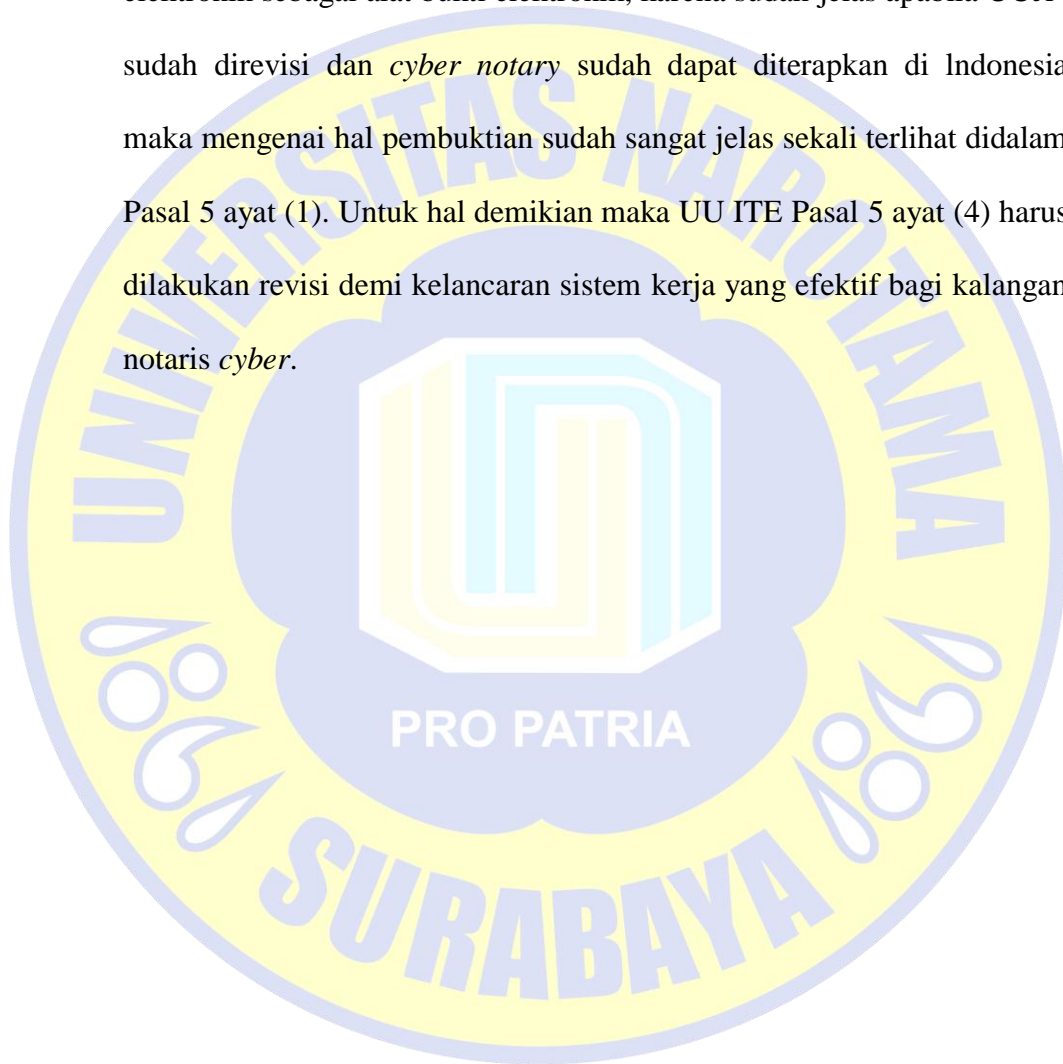 sudah direvisi dan cyber notary sudah dapat diterapkan di lndonesia
maka mengenai hal pembuktian sudah sangat jelas sekali terlihat didalam
Pasal 5 ayat (1). Untuk hal demikian maka UU ITE Pasal 5 ayat (4) harus
dilakukan revisi demi kelancaran sistem kerja yang efektif bagi kalangan
notaris cyber.
UNIVERSITAS NAROTAMA
PRO PATRIA
SURABAYA